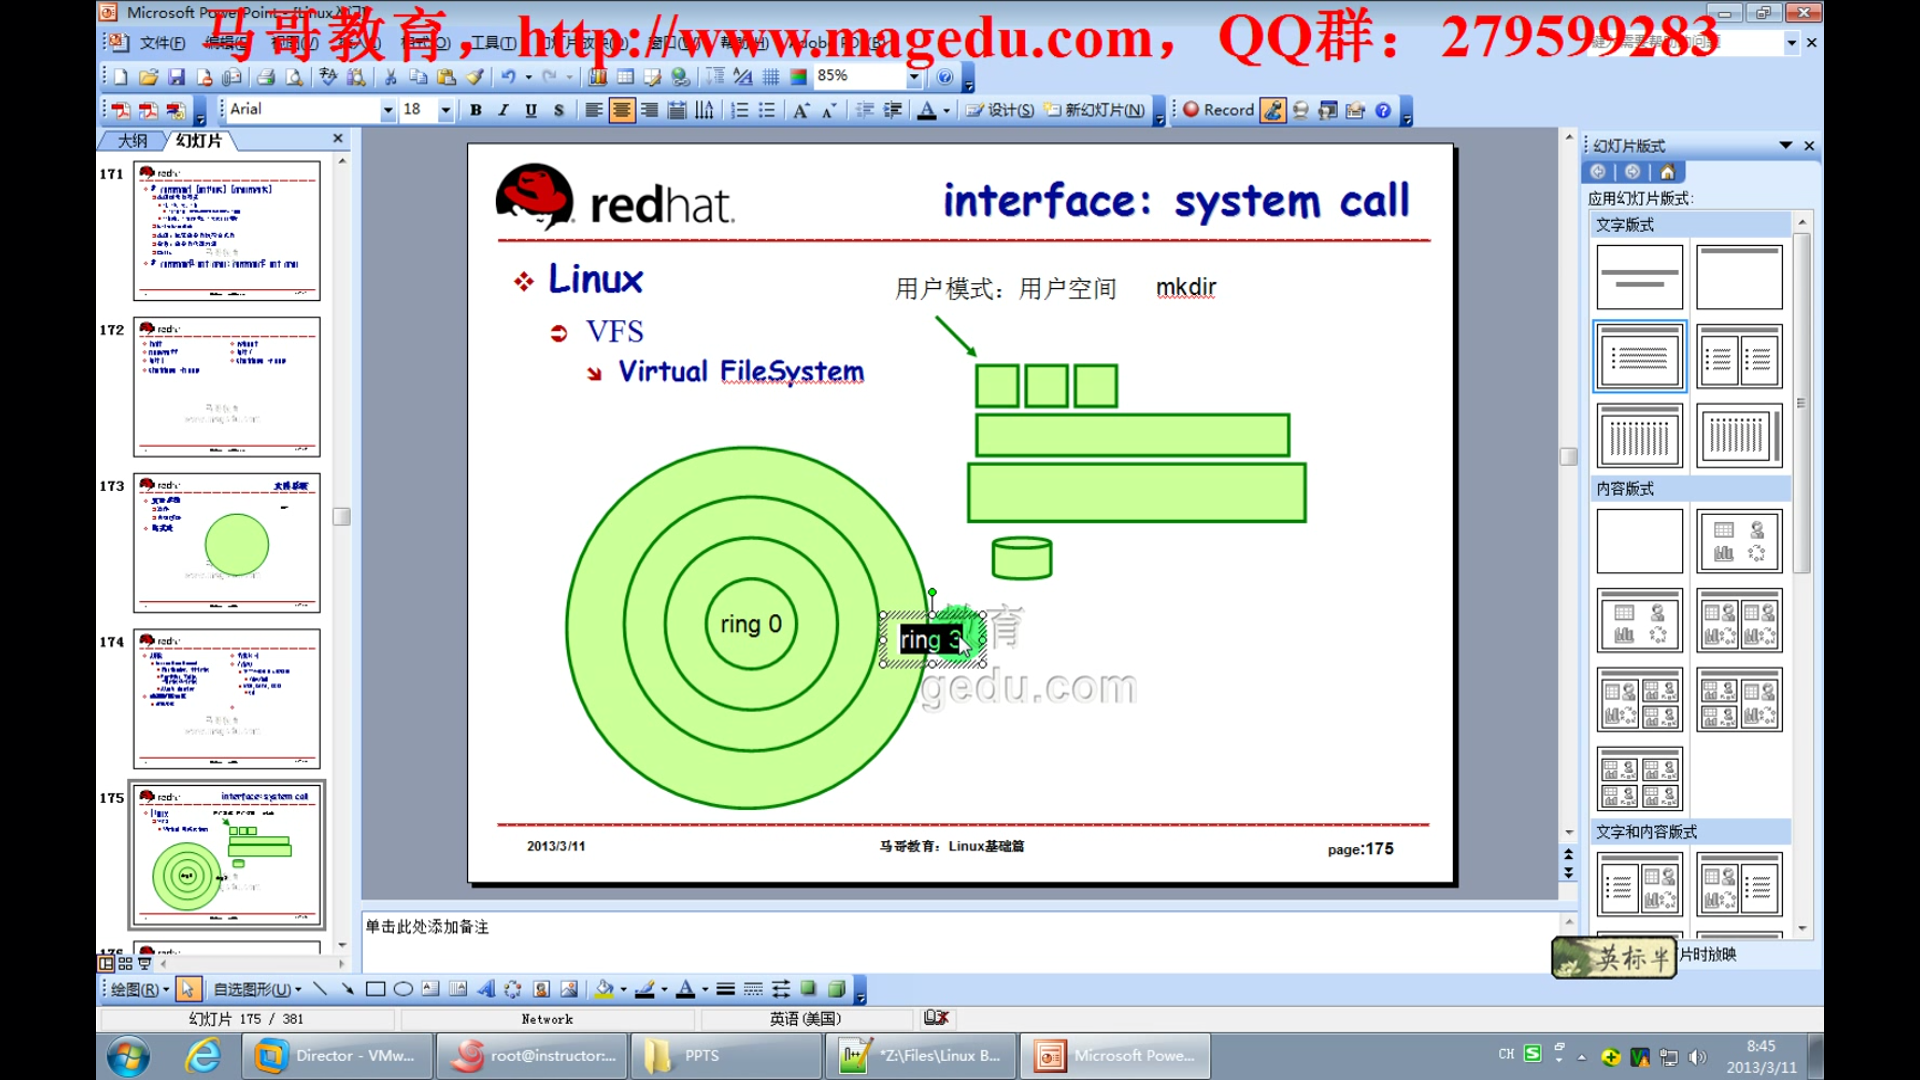 Microsoft PowerPoint - [Linux入门]
马哥教育，http://www.magedu.com，QQ群：279599283
文件(F) 编辑(E) 视图(V) 插入(I) 格式(O) 工具(T) 幻灯片放映(D) 窗口(W) 帮助(H) Adobe PDF(B)
85%
Arial 18 B I U S 设计(S) 新幻灯片(N) Record
大纲 幻灯片
幻灯片版式
应用幻灯片版式:
文字版式
内容版式
文字和内容版式
片时放映
171
172
173
174
175
redhat.
interface: system call
Linux
用户模式：用户空间 mkdir
VFS
Virtual FileSystem
ring 0
ring 3
育
gedu.com
2013/3/11
马哥教育：Linux基础篇
page:175
单击此处添加备注
英标半
绘图(R) 自选图形(U)
幻灯片 175 / 381
Network
英语(美国)
Director - VMw...
root@instructor:...
PPTS
*Z:\Files\Linux B...
Microsoft Powe...
CH
8:45
2013/3/11